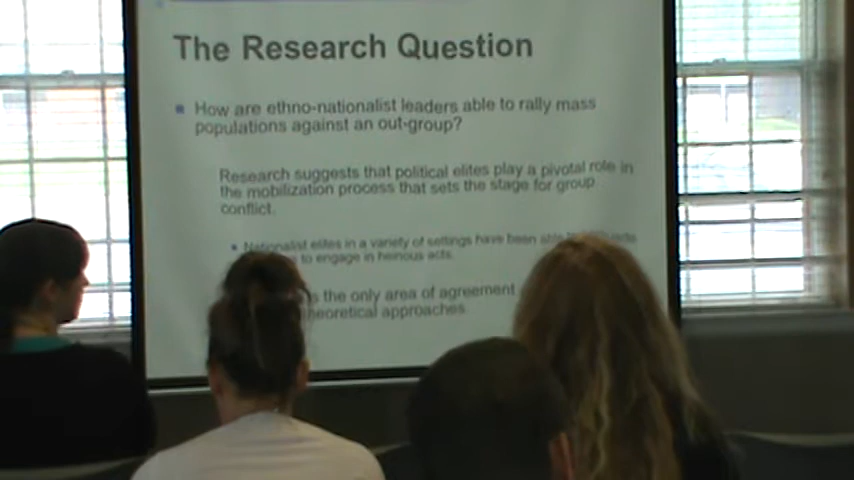 The Research Question
How are ethno-nationalist leaders able to rally mass
populations against an out-group?
Research suggests that political elites play a pivotal role in
the mobilization process that sets the stage for group
conflict.
Nationalist elites in a variety of settings have been able
to engage in heinous acts.
the only area of agreement
theoretical approaches